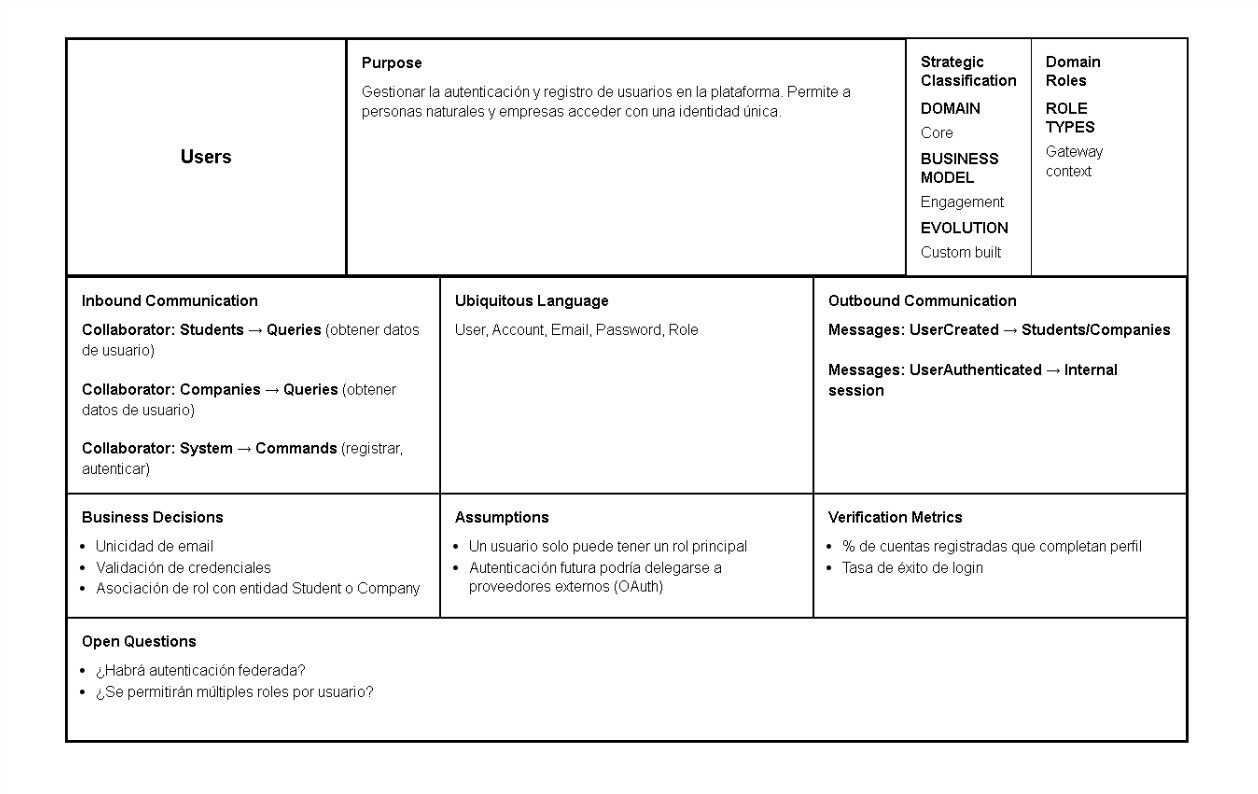 Users
Purpose
Gestionar la autenticación y registro de usuarios en la plataforma. Permite a
personas naturales y empresas acceder con una identidad única.
Strategic
Classification
DOMAIN
Core
BUSINESS
MODEL
Engagement
EVOLUTION
Custom built
Domain
Roles
ROLE
TYPES
Gateway
context
Inbound Communication
Collaborator: Students → Queries (obtener datos
de usuario)
Collaborator: Companies → Queries (obtener
datos de usuario)
Collaborator: System → Commands (registrar,
autenticar)
Ubiquitous Language
User, Account, Email, Password, Role
Outbound Communication
Messages: UserCreated → Students/Companies
Messages: UserAuthenticated → Internal
session
Business Decisions
• Unicidad de email
• Validación de credenciales
• Asociación de rol con entidad Student o Company
Assumptions
• Un usuario solo puede tener un rol principal
• Autenticación futura podría delegarse a
proveedores externos (OAuth)
Verification Metrics
• % de cuentas registradas que completan perfil
• Tasa de éxito de login
Open Questions
• ¿Habrá autenticación federada?
• ¿Se permitirán múltiples roles por usuario?